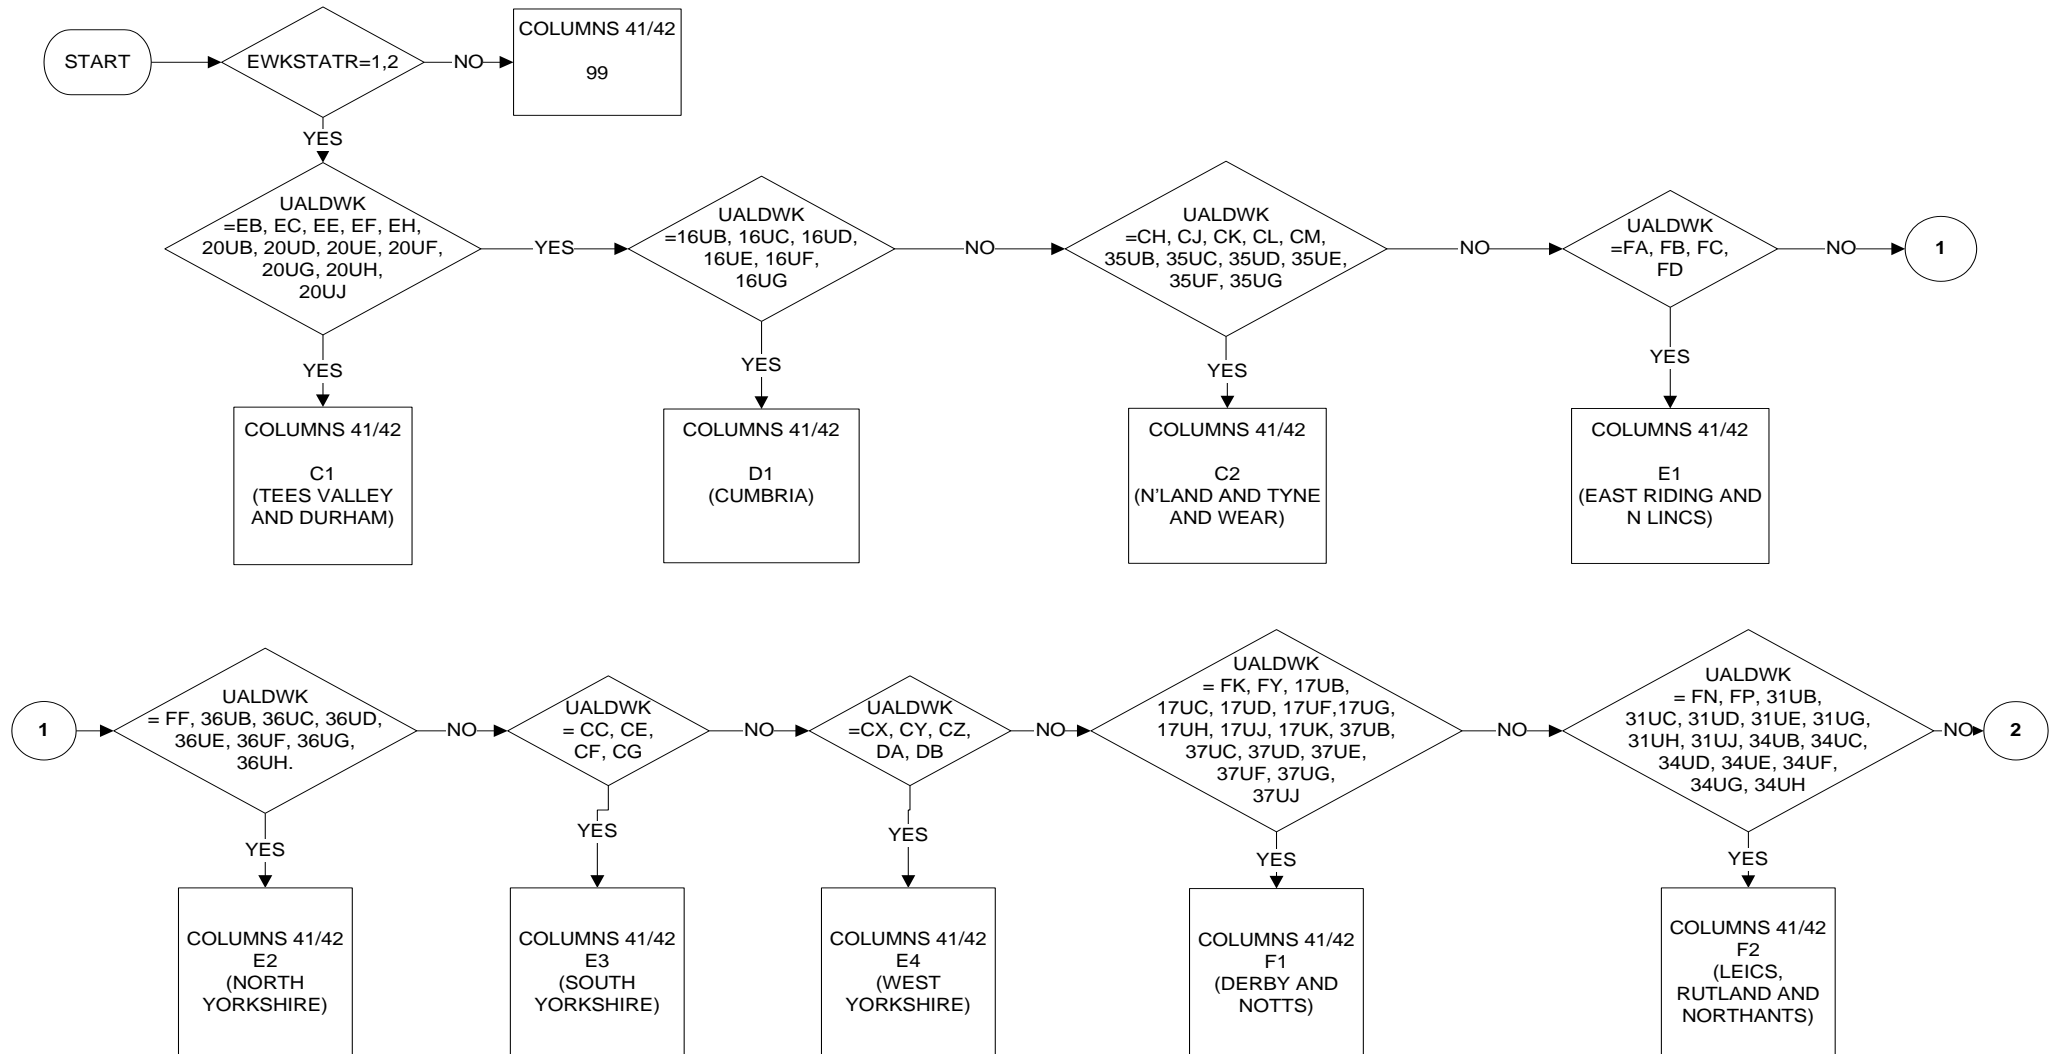 START
EWKSTATR=1,2
NO
COLUMNS 41/42
99
YES
UALDWK
=EB, EC, EE, EF, EH,
20UB, 20UD, 20UE, 20UF,
20UG, 20UH,
20UJ
YES
UALDWK
=16UB, 16UC, 16UD,
16UE, 16UF,
16UG
NO
UALDWK
=CH, CJ, CK, CL, CM,
35UB, 35UC, 35UD, 35UE,
35UF, 35UG
NO
UALDWK
=FA, FB, FC,
FD
NO
1
YES
YES
YES
YES
COLUMNS 41/42
C1
(TEES VALLEY
AND DURHAM)
COLUMNS 41/42
D1
(CUMBRIA)
COLUMNS 41/42
C2
(N'LAND AND TYNE
AND WEAR)
COLUMNS 41/42
E1
(EAST RIDING AND
N LINCS)
1
UALDWK
= FF, 36UB, 36UC, 36UD,
36UE, 36UF, 36UG,
36UH.
NO
UALDWK
= CC, CE,
CF, CG
NO
UALDWK
=CX, CY, CZ,
DA, DB
NO
UALDWK
= FK, FY, 17UB,
17UC, 17UD, 17UF,17UG,
17UH, 17UJ, 17UK, 37UB,
37UC, 37UD, 37UE,
37UF, 37UG,
37UJ
NO
UALDWK
= FN, FP, 31UB,
31UC, 31UD, 31UE, 31UG,
31UH, 31UJ, 34UB, 34UC,
34UD, 34UE, 34UF,
34UG, 34UH
NO
2
YES
YES
YES
YES
YES
COLUMNS 41/42
E2
(NORTH
YORKSHIRE)
COLUMNS 41/42
E3
(SOUTH
YORKSHIRE)
COLUMNS 41/42
E4
(WEST
YORKSHIRE)
COLUMNS 41/42
F1
(DERBY AND
NOTTS)
COLUMNS 41/42
F2
(LEICS,
RUTLAND AND
NORTHANTS)